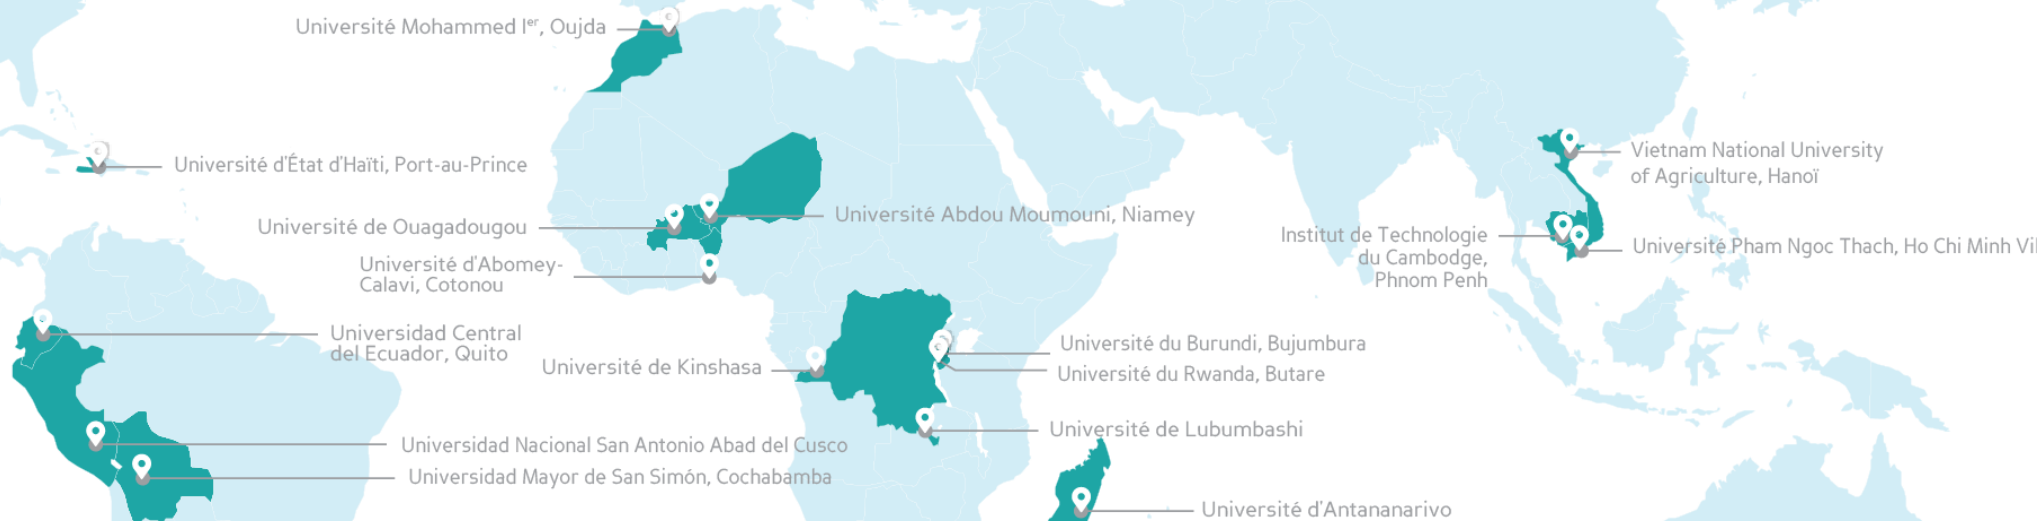 Université Mohammed Iᵉʳ, Oujda
Université d'État d'Haïti, Port-au-Prince
Vietnam National University
of Agriculture, Hanoï
Université Abdou Moumouni, Niamey
Université de Ouagadougou
Institut de Technologie
du Cambodge,
Phnom Penh
Université Pham Ngoc Thach, Ho Chi Minh Vil
Université d'Abomey-
Calavi, Cotonou
Universidad Central
del Ecuador, Quito
Université du Burundi, Bujumbura
Université de Kinshasa
Université du Rwanda, Butare
Université de Lubumbashi
Universidad Nacional San Antonio Abad del Cusco
Universidad Mayor de San Simón, Cochabamba
Université d'Antananarivo